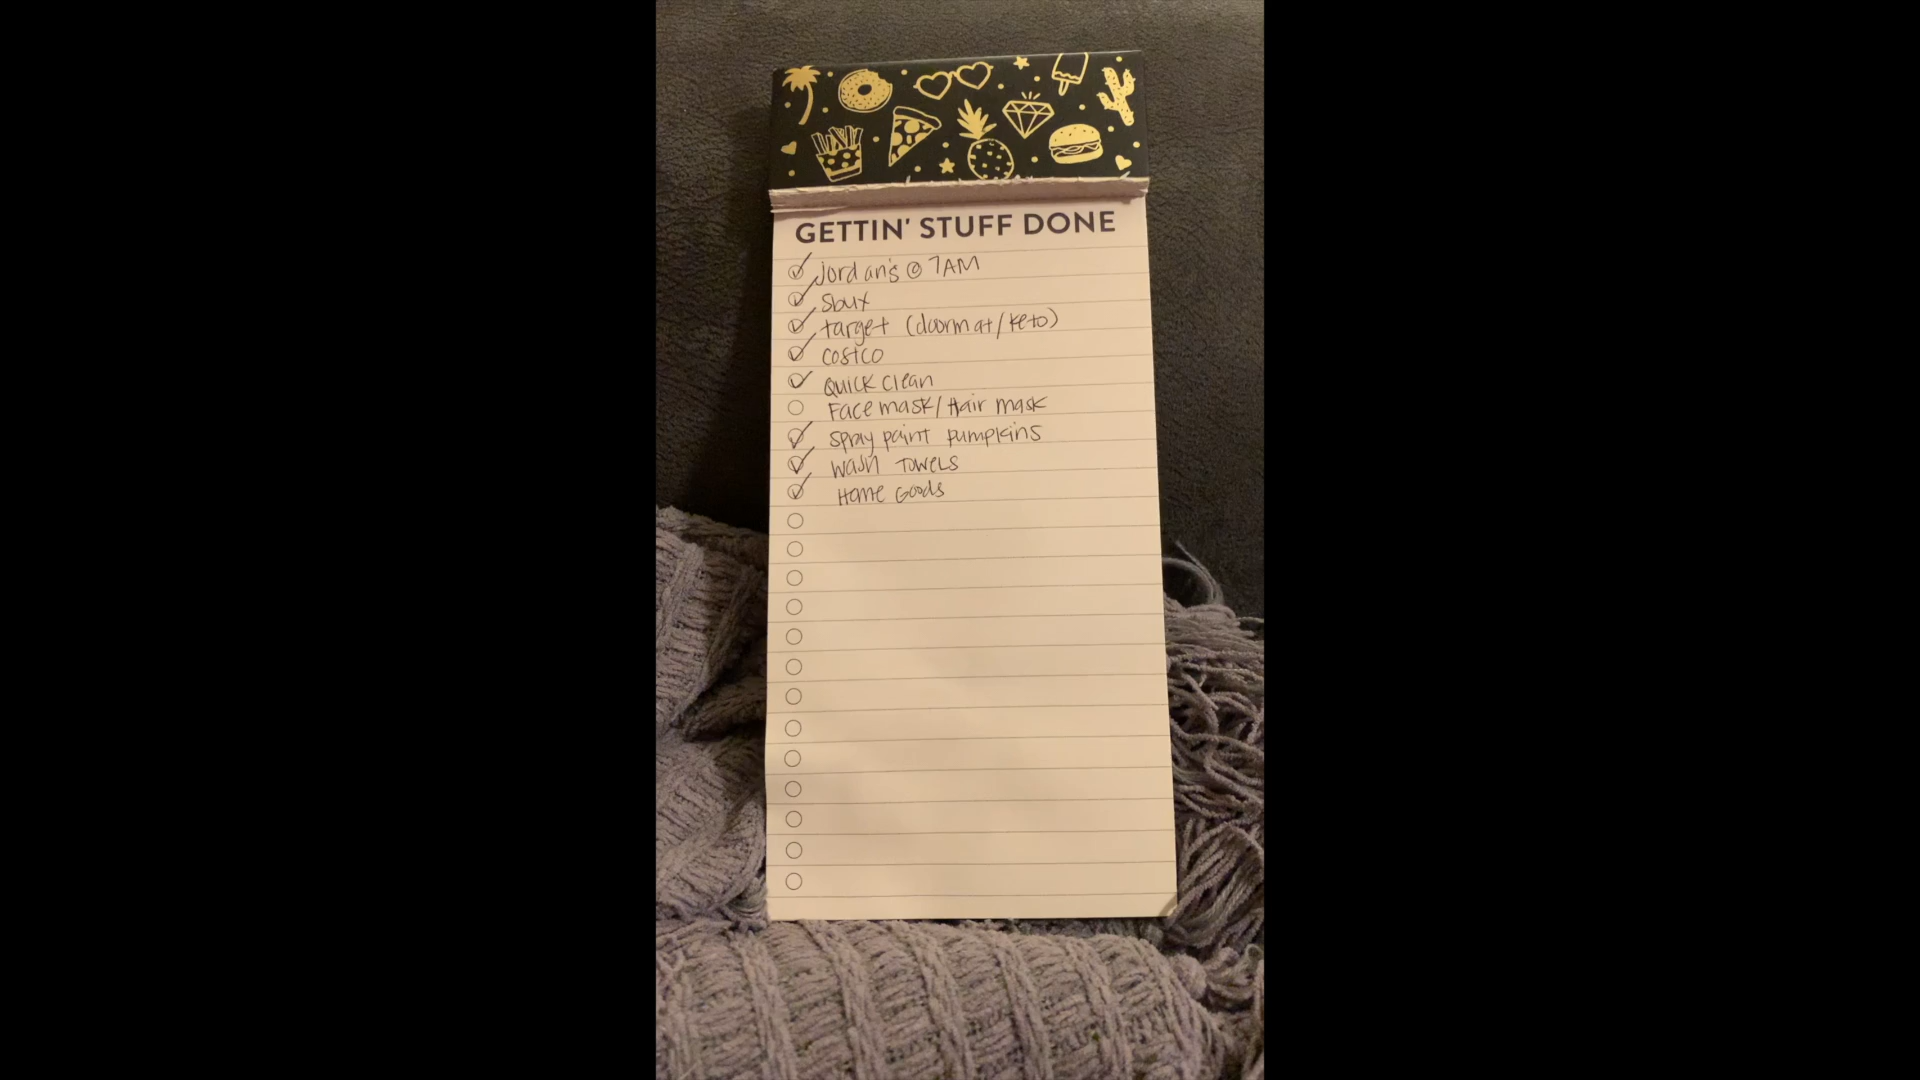 GETTIN' STUFF DONE
Jordan's @ 7AM
Sbux
target (doormat/keto)
costco
Quick clean
Face mask/Hair mask
spray paint pumpkins
wash towels
Home Goods